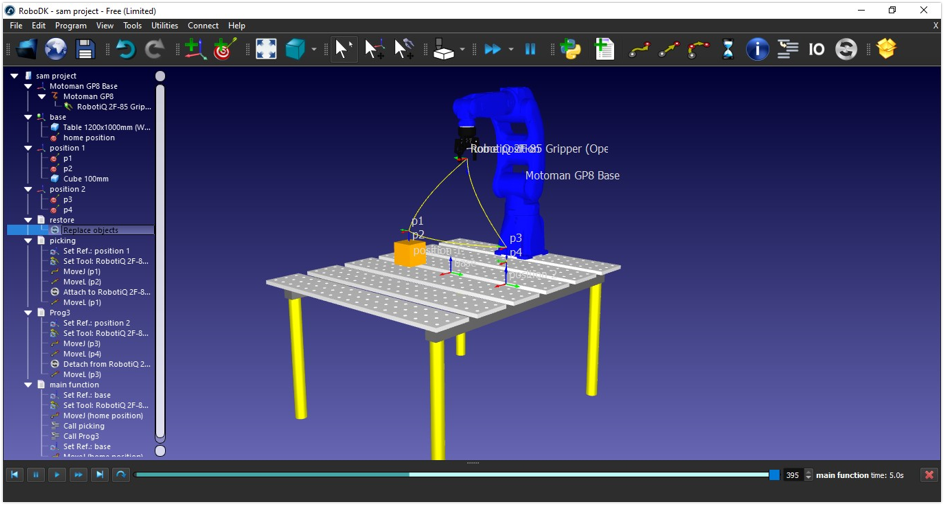 RoboDK - sam project - Free (Limited)
File Edit Program View Tools Utilities Connect Help X
IO
sam project
Motoman GP8 Base
Motoman GP8
RobotiQ 2F-85 Grip...
base
Table 1200x1000mm (W...
home position
position 1
p1
p2
Cube 100mm
position 2
p3
p4
restore
Replace objects
picking
Set Ref.: position 1
Set Tool: RobotiQ 2F-8...
MoveJ (p1)
MoveL (p2)
Attach to RobotiQ 2F-8...
MoveL (p1)
Prog3
Set Ref.: position 2
Set Tool: RobotiQ 2F-8...
MoveJ (p3)
MoveL (p4)
Detach from RobotiQ 2...
MoveL (p3)
main function
Set Ref.: base
Set Tool: RobotiQ 2F-8...
MoveJ (home position)
Call picking
Call Prog3
Set Ref.: base
MoveJ (home position)
85 Gripper (Ope
Motoman GP8 Base
p1
p2
position
p3
p4
395 main function time: 5.0s